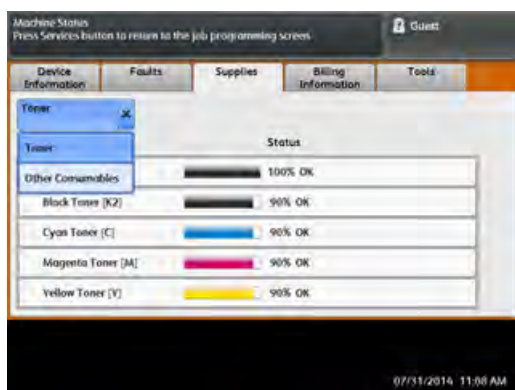 Machine Status
Press Services button to return to the job programming screen.
Guest
Device Information
Faults
Supplies
Billing Information
Tools
Toner
Toner
Other Consumables
Status
100% OK
Black Toner [K2]
90% OK
Cyan Toner [C]
90% OK
Magenta Toner [M]
90% OK
Yellow Toner [Y]
90% OK
07/31/2014 11:08 AM